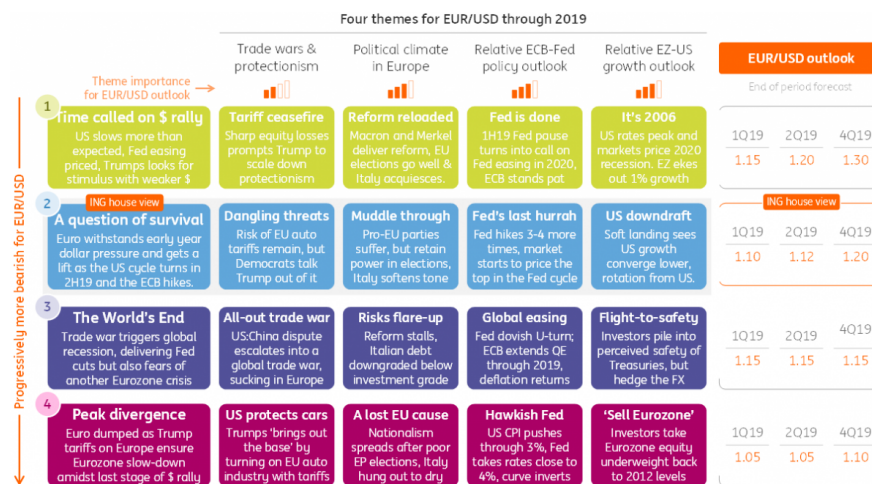 Four themes for EUR/USD through 2019
Theme importance
for EUR/USD outlook
Trade wars &
protectionism
Political climate
in Europe
Relative ECB-Fed
policy outlook
Relative EZ-US
growth outlook
EUR/USD outlook
End of period forecast
Progressively more bearish for EUR/USD
1
Time called on $ rally
US slows more than
expected, Fed easing
priced, Trumps looks for
stimulus with weaker $
Tariff ceasefire
Sharp equity losses
prompts Trump to
scale down
protectionism
Reform reloaded
Macron and Merkel
deliver reform, EU
elections go well &
Italy acquiesces.
Fed is done
1H19 Fed pause
turns into call on
Fed easing in 2020,
ECB stands pat
It's 2006
US rates peak and
markets price 2020
recession. EZ ekes
out 1% growth
1Q19 2Q19 4Q19
1.15 1.20 1.30
2
ING house view
A question of survival
Euro withstands early year
dollar pressure and gets a
lift as the US cycle turns in
2H19 and the ECB hikes.
Dangling threats
Risk of EU auto
tariffs remain, but
Democrats talk
Trump out of it
Muddle through
Pro-EU parties
suffer, but retain
power in elections,
Italy softens tone
Fed's last hurrah
Fed hikes 3-4 more
times, market
starts to price the
top in the Fed cycle
US downdraft
Soft landing sees
US growth
converge lower,
rotation from US.
ING house view
1Q19 2Q19 4Q19
1.10 1.12 1.20
3
The World's End
Trade war triggers global
recession, delivering Fed
cuts but also fears of
another Eurozone crisis
All-out trade war
US:China dispute
escalates into a
global trade war,
sucking in Europe
Risks flare-up
Reform stalls,
Italian debt
downgraded below
investment grade
Global easing
Fed dovish U-turn;
ECB extends QE
through 2019,
deflation returns
Flight-to-safety
Investors pile into
perceived safety of
Treasuries, but
hedge the FX
1Q19 2Q19 4Q19
1.15 1.15 1.15
4
Peak divergence
Euro dumped as Trump
tariffs on Europe ensure
Eurozone slow-down
amidst last stage of $ rally
US protects cars
Trumps 'brings out
the base' by
turning on EU auto
industry with tariffs
A lost EU cause
Nationalism
spreads after poor
EP elections, Italy
hung out to dry
Hawkish Fed
US CPI pushes
through 3%, Fed
takes rates close to
4%, curve inverts
'Sell Eurozone'
Investors take
Eurozone equity
underweight back
to 2012 levels
1Q19 2Q19 4Q19
1.05 1.05 1.10